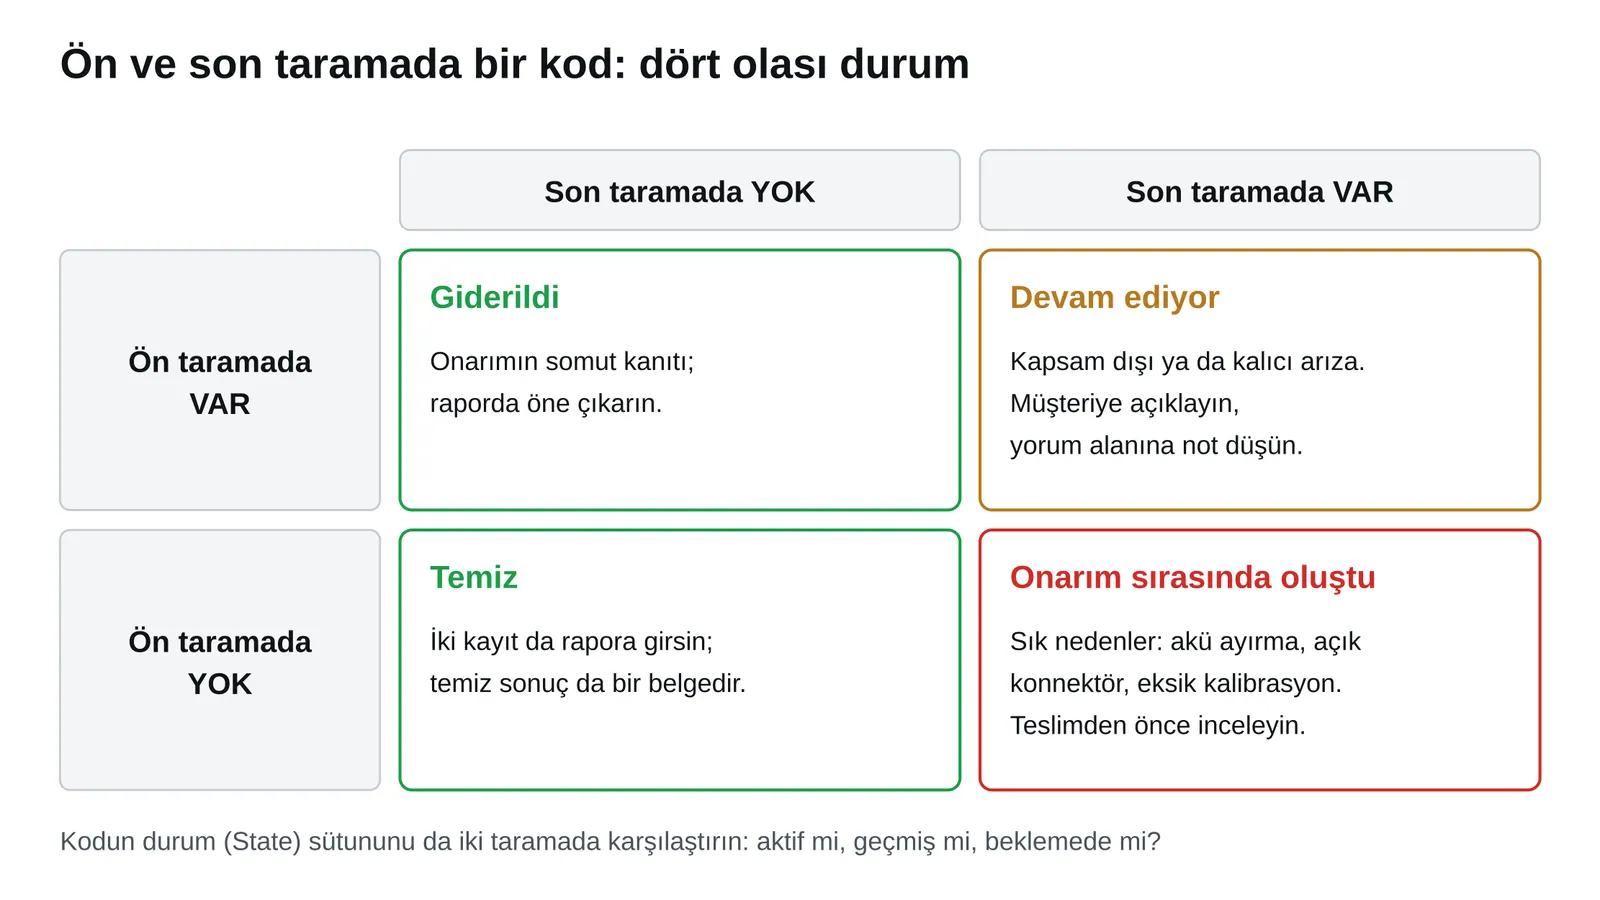 Ön ve son taramada bir kod: dört olası durum
Son taramada YOK
Son taramada VAR
Ön taramada
VAR
Giderildi
Onarımın somut kanıtı;
raporda öne çıkarın.
Devam ediyor
Kapsam dışı ya da kalıcı arıza.
Müşteriye açıklayın,
yorum alanına not düşün.
Ön taramada
YOK
Temiz
İki kayıt da rapora girsin;
temiz sonuç da bir belgedir.
Onarım sırasında oluştu
Sık nedenler: akü ayırma, açık
konnektör, eksik kalibrasyon.
Teslimden önce inceleyin.
Kodun durum (State) sütununu da iki taramada karşılaştırın: aktif mi, geçmiş mi, beklemede mi?